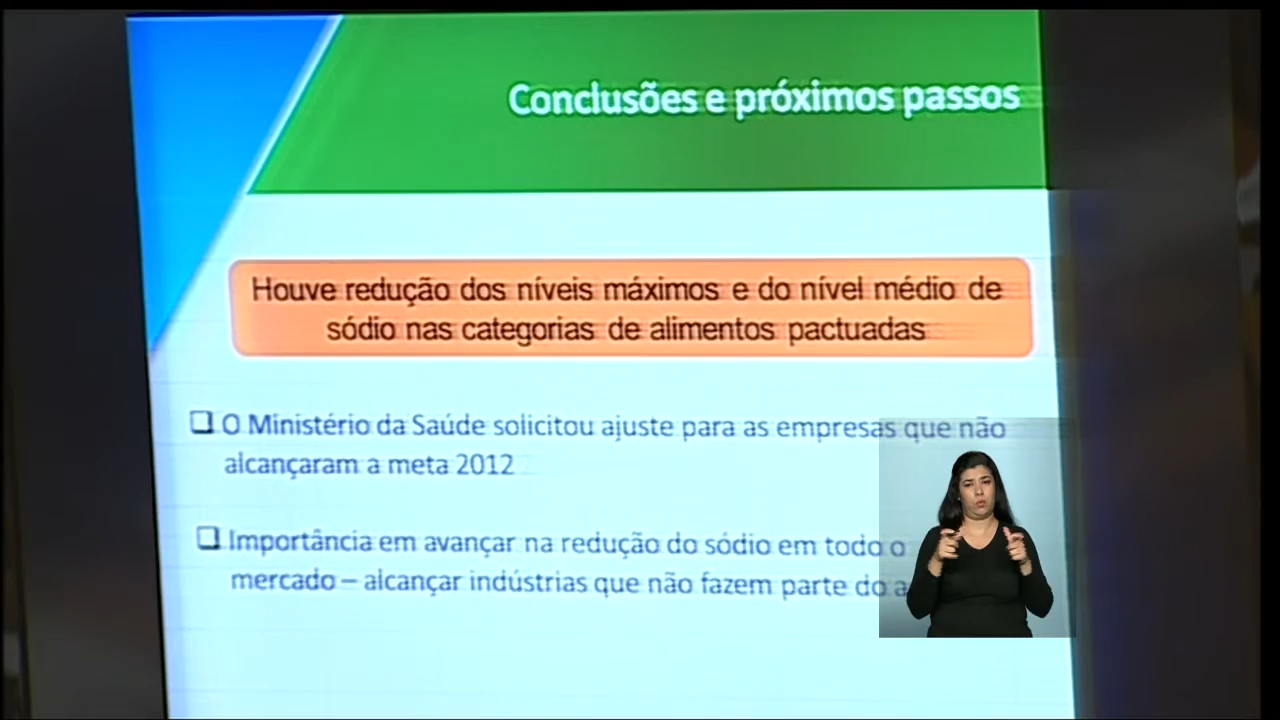 Conclusões e próximos passos
Houve redução dos níveis máximos e do nível médio de
sódio nas categorias de alimentos pactuadas
O Ministério da Saúde solicitou ajuste para as empresas que não
alcançaram a meta 2012
Importância em avançar na redução do sódio em todo o
mercado – alcançar indústrias que não fazem parte do